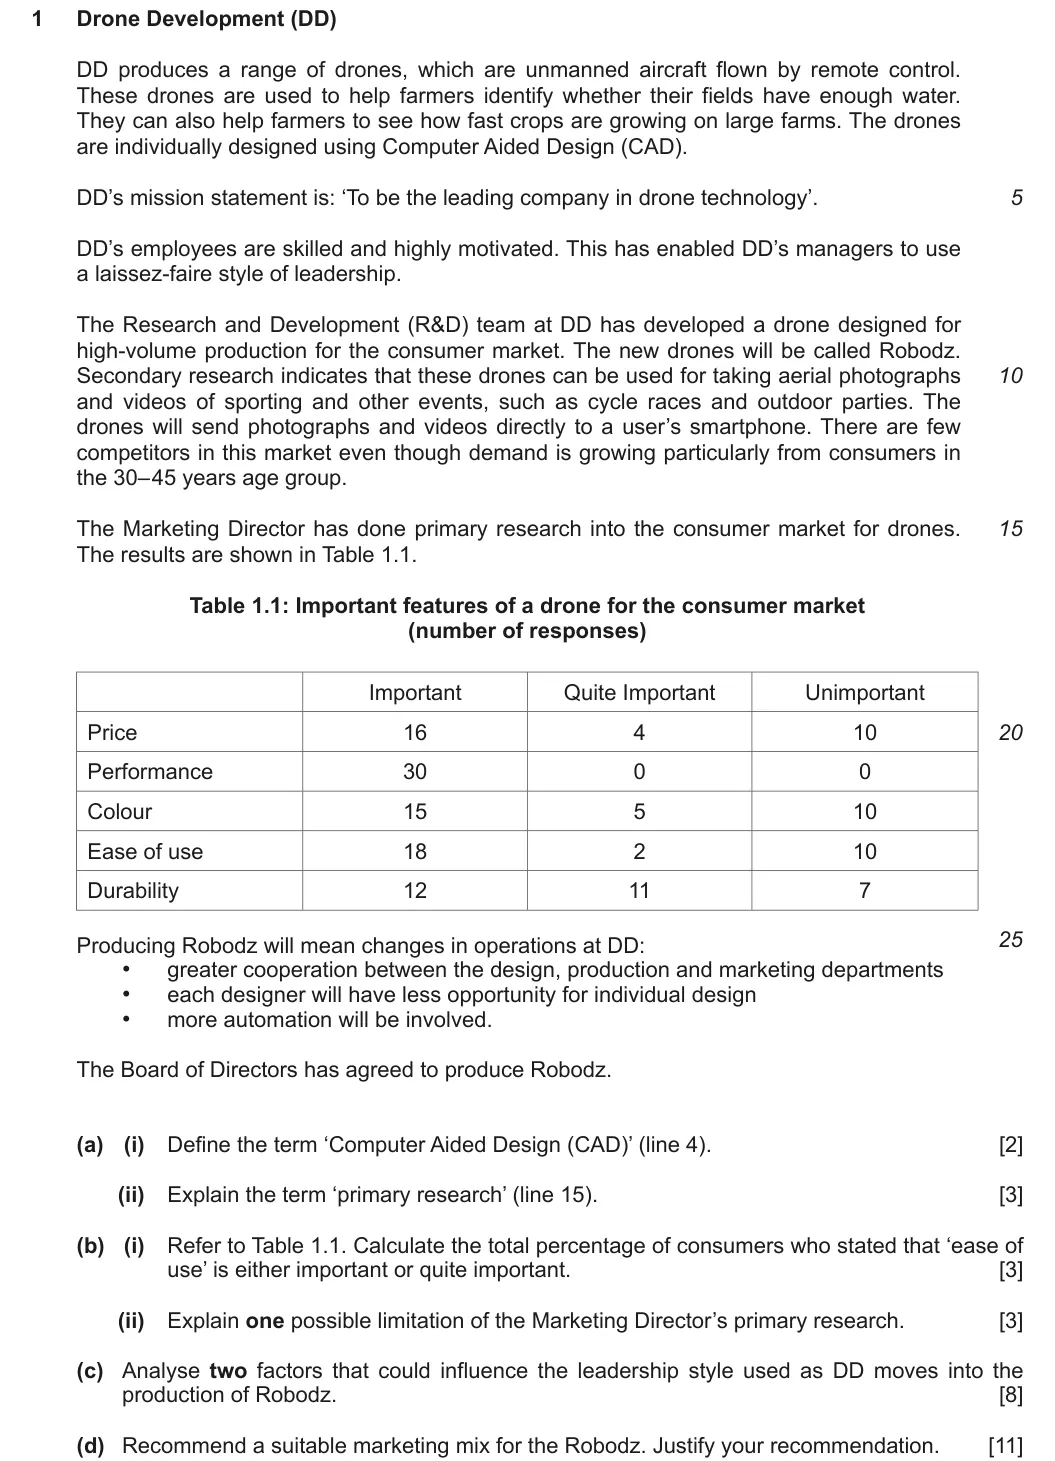 1 Drone Development (DD)
DD produces a range of drones, which are unmanned aircraft flown by remote control.
These drones are used to help farmers identify whether their fields have enough water.
They can also help farmers to see how fast crops are growing on large farms. The drones
are individually designed using Computer Aided Design (CAD).
DD's mission statement is: ‘To be the leading company in drone technology’. 5
DD's employees are skilled and highly motivated. This has enabled DD's managers to use
a laissez-faire style of leadership.
The Research and Development (R&D) team at DD has developed a drone designed for
high-volume production for the consumer market. The new drones will be called Robodz.
Secondary research indicates that these drones can be used for taking aerial photographs 10
and videos of sporting and other events, such as cycle races and outdoor parties. The
drones will send photographs and videos directly to a user's smartphone. There are few
competitors in this market even though demand is growing particularly from consumers in
the 30–45 years age group.
The Marketing Director has done primary research into the consumer market for drones. 15
The results are shown in Table 1.1.
Table 1.1: Important features of a drone for the consumer market
(number of responses)
Important Quite Important Unimportant
Price 16 4 10 20
Performance 30 0 0
Colour 15 5 10
Ease of use 18 2 10
Durability 12 11 7
Producing Robodz will mean changes in operations at DD: 25
• greater cooperation between the design, production and marketing departments
• each designer will have less opportunity for individual design
• more automation will be involved.
The Board of Directors has agreed to produce Robodz.
(a) (i) Define the term ‘Computer Aided Design (CAD)’ (line 4). [2]
(ii) Explain the term ‘primary research’ (line 15). [3]
(b) (i) Refer to Table 1.1. Calculate the total percentage of consumers who stated that ‘ease of
use’ is either important or quite important. [3]
(ii) Explain one possible limitation of the Marketing Director's primary research. [3]
(c) Analyse two factors that could influence the leadership style used as DD moves into the
production of Robodz. [8]
(d) Recommend a suitable marketing mix for the Robodz. Justify your recommendation. [11]